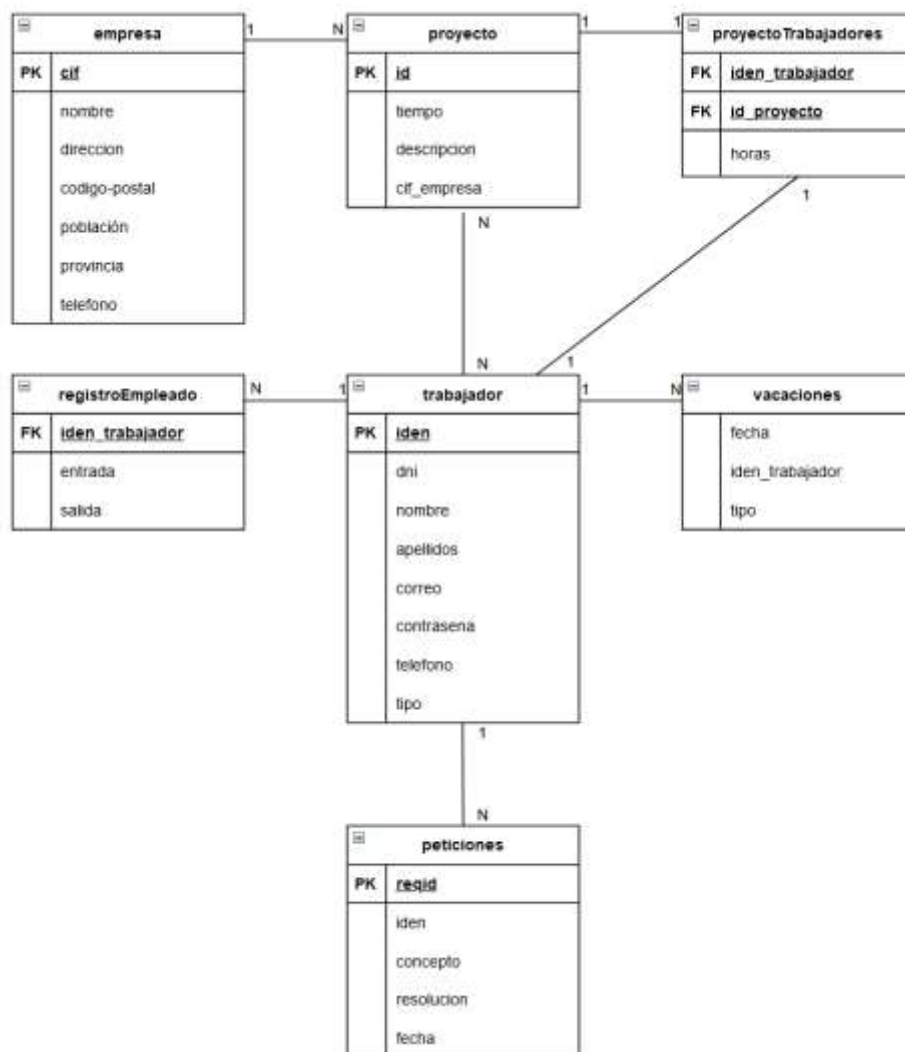 empresa
PK cif
nombre
direccion
codigo-postal
población
provincia
telefono
1 N
proyecto
PK id
tiempo
descripcion
cif_empresa
1 1
proyectoTrabajadores
FK iden_trabajador
FK id_proyecto
horas
N
N
1
1
registroEmpleado
FK iden_trabajador
entrada
salida
N 1
trabajador
PK iden
dni
nombre
apellidos
correo
contrasena
telefono
tipo
1 N
vacaciones
fecha
iden_trabajador
tipo
1
N
peticiones
PK reqid
iden
concepto
resolucion
fecha